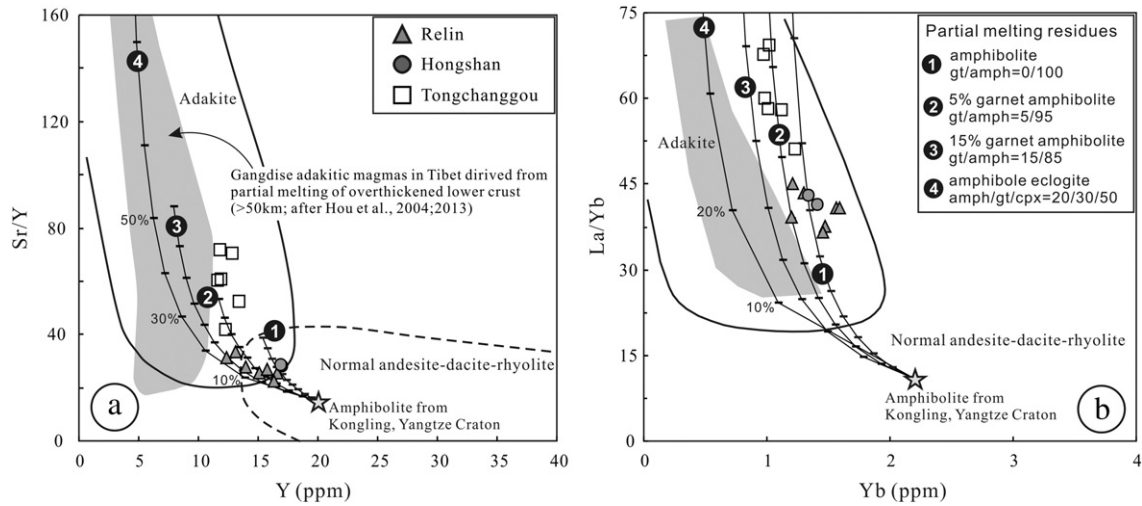 a
160
120
80
40
0
Sr/Y
0
5
10
15
20
25
30
35
40
Y (ppm)
4
3
2
1
50%
30%
10%
Adakite
Relin
Hongshan
Tongchanggou
Gangdise adakitic magmas in Tibet derived from
partial melting of overthickened lower crust
(>50km; after Hou et al., 2004;2013)
Normal andesite-dacite-rhyolite
Amphibolite from
Kongling, Yangtze Craton
b
75
60
45
30
15
0
La/Yb
0
1
2
3
4
Yb (ppm)
4
3
2
1
20%
10%
Adakite
Partial melting residues
1 amphibolite
gt/amph=0/100
2 5% garnet amphibolite
gt/amph=5/95
3 15% garnet amphibolite
gt/amph=15/85
4 amphibole eclogite
amph/gt/cpx=20/30/50
Normal andesite-dacite-rhyolite
Amphibolite from
Kongling, Yangtze Craton